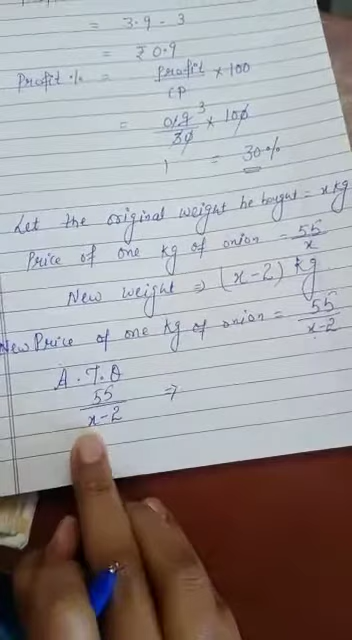 = 3.9 - 3
= ₹ 0.9
Profit % = Profit/CP × 100
= 0.9/30 3 × 100
= 30%
Let the original weight he bought = x kg
Price of one kg of onion = 55/x
New weight ⇒ (x-2) kg
New Price of one kg of onion = 55/x-2
A.T.Q
55/x-2 ⇒